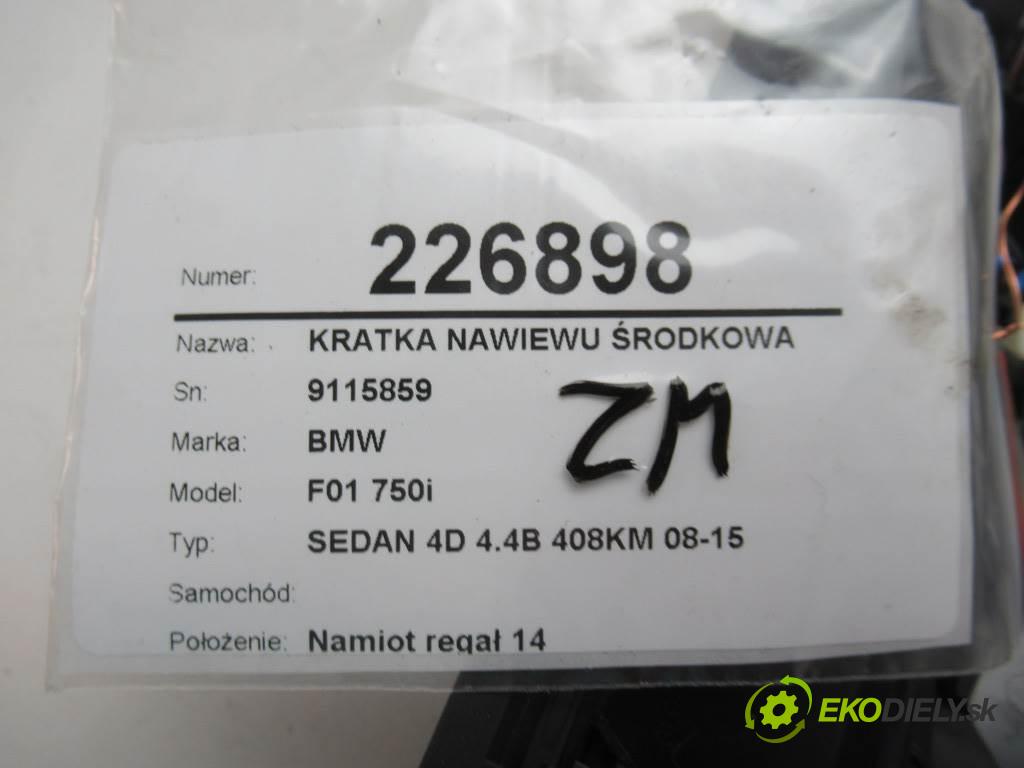 Numer: 226898
Nazwa: KRATKA NAWIEWU ŚRODKOWA
Sn: 9115859
Marka: BMW
Model: F01 750i
Typ: SEDAN 4D 4.4B 408KM 08-15
Samochód:
Położenie: Namiot regał 14
ZM
EKODIELY.sk